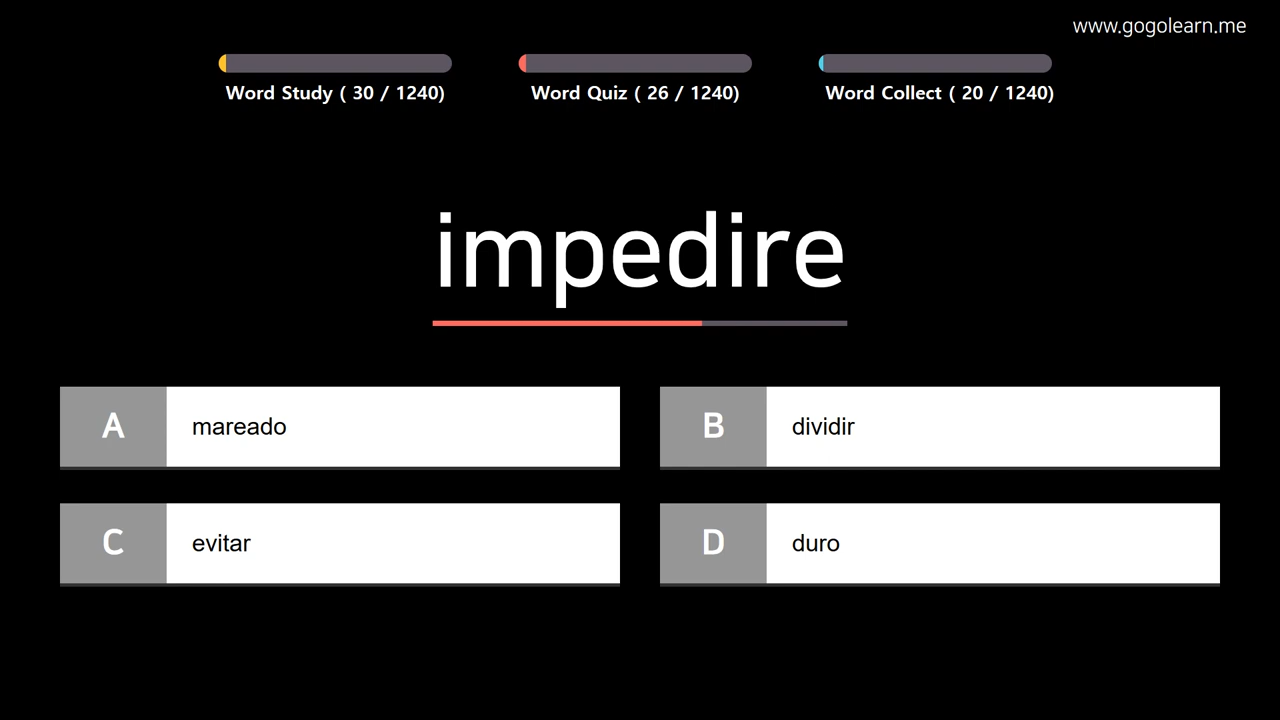 www.gogolearn.me
Word Study ( 30 / 1240)
Word Quiz ( 26 / 1240)
Word Collect ( 20 / 1240)
impedire
A mareado
B dividir
C evitar
D duro